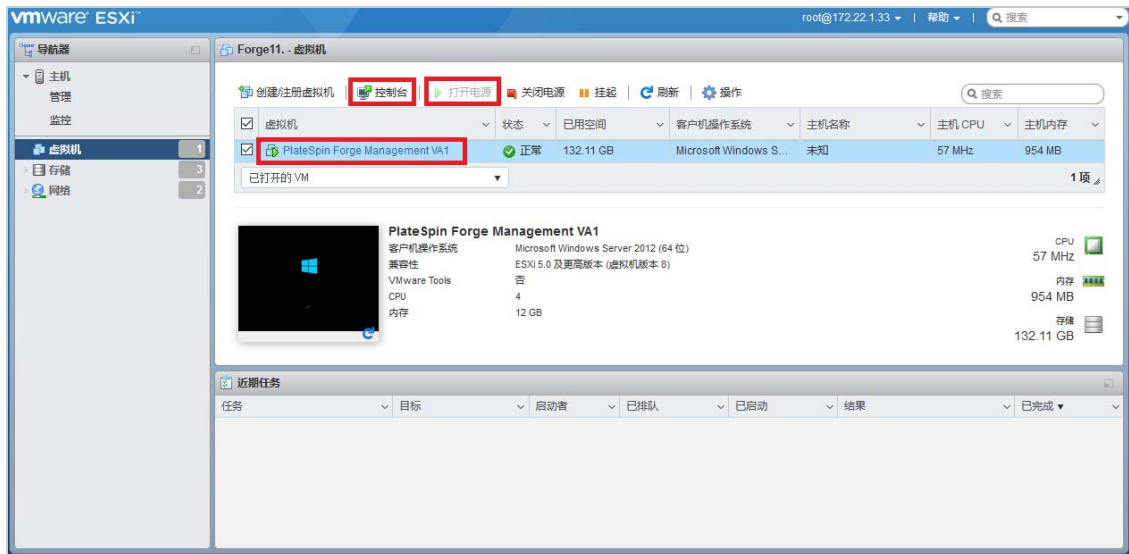 vmware ESXi™ root@172.22.1.33 | 帮助 | 搜索
导航器
主机
管理
监控
虚拟机 1
存储 3
网络 2
Forge11. - 虚拟机
创建/注册虚拟机 | 控制台 | 打开电源 关闭电源 挂起 | 刷新 | 操作 搜索
虚拟机 状态 已用空间 客户机操作系统 主机名称 主机 CPU 主机内存
PlateSpin Forge Management VA1 正常 132.11 GB Microsoft Windows S... 未知 57 MHz 954 MB
已打开的 VM 1 项
PlateSpin Forge Management VA1
客户机操作系统 Microsoft Windows Server 2012 (64 位)
兼容性 ESXi 5.0 及更高版本 (虚拟机版本 8)
VMware Tools 否
CPU 4
内存 12 GB
CPU
57 MHz
内存
954 MB
存储
132.11 GB
近期任务
任务 目标 启动者 已排队 已启动 结果 已完成